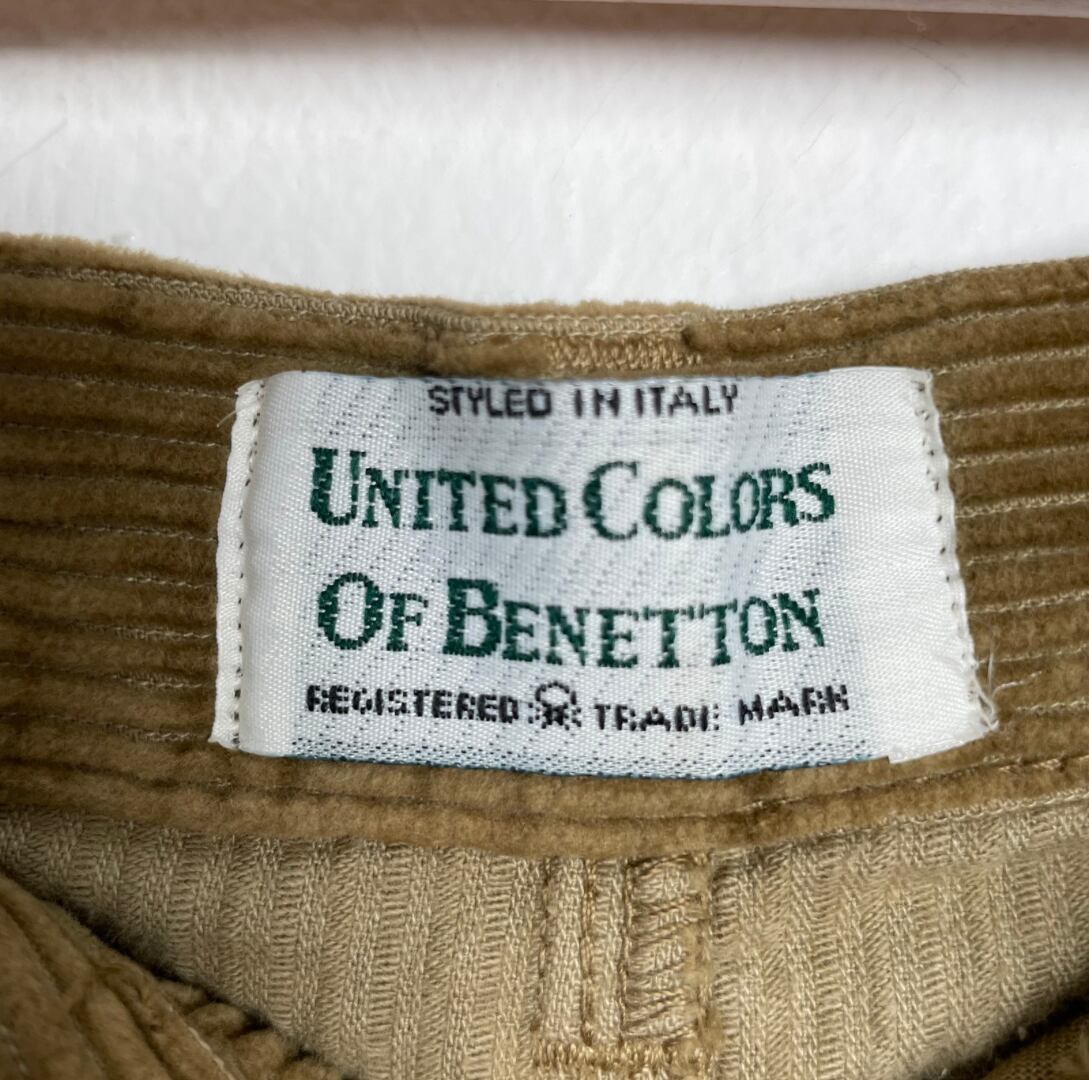 STYLED IN ITALY
UNITED COLORS
OF BENETTON
REGISTERED TRADE MARK